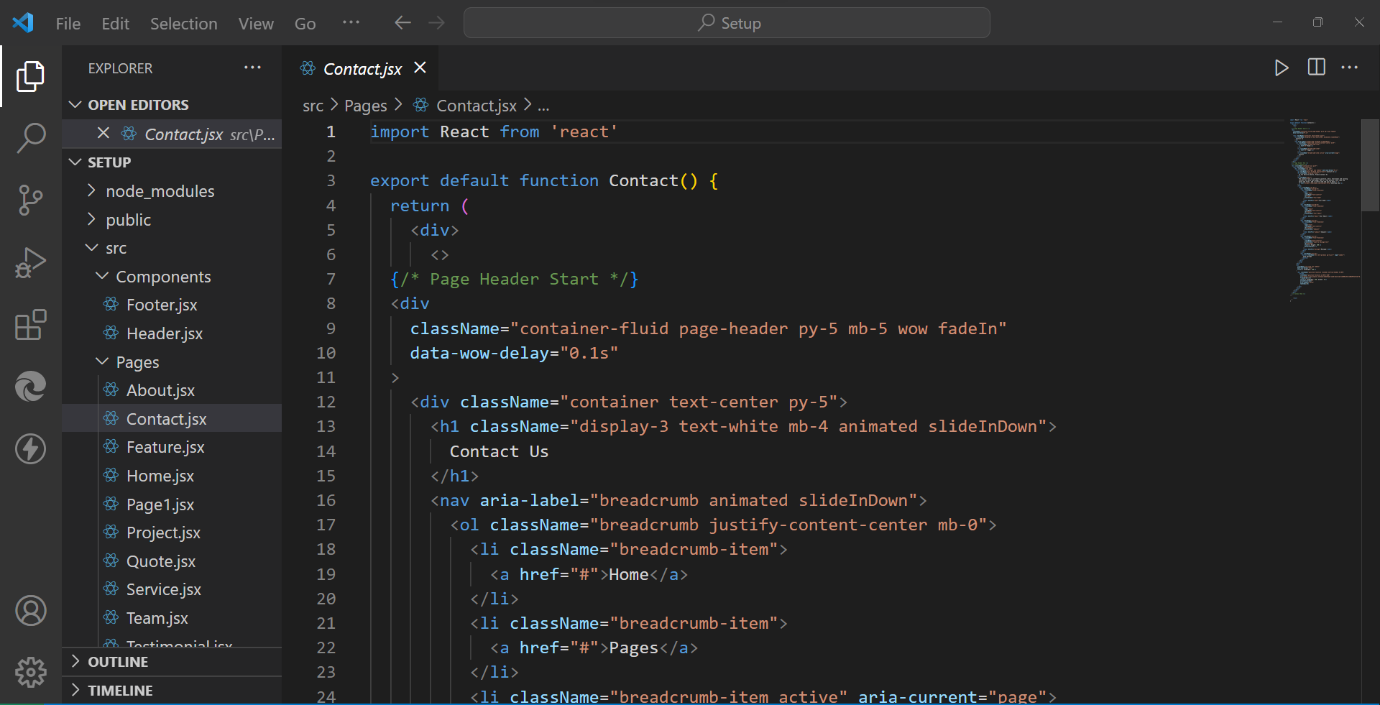 File Edit Selection View Go ... Setup
EXPLORER ...
OPEN EDITORS
Contact.jsx src\P...
SETUP
node_modules
public
src
Components
Footer.jsx
Header.jsx
Pages
About.jsx
Contact.jsx
Feature.jsx
Home.jsx
Page1.jsx
Project.jsx
Quote.jsx
Service.jsx
Team.jsx
Testimonial.jsx
OUTLINE
TIMELINE
Contact.jsx
src > Pages > Contact.jsx > ...
1 import React from 'react'
2
3 export default function Contact() {
4 return (
5 <div>
6 <>
7 {/* Page Header Start */}
8 <div
9 className="container-fluid page-header py-5 mb-5 wow fadeIn"
10 data-wow-delay="0.1s"
11 >
12 <div className="container text-center py-5">
13 <h1 className="display-3 text-white mb-4 animated slideInDown">
14 Contact Us
15 </h1>
16 <nav aria-label="breadcrumb animated slideInDown">
17 <ol className="breadcrumb justify-content-center mb-0">
18 <li className="breadcrumb-item">
19 <a href="#">Home</a>
20 </li>
21 <li className="breadcrumb-item">
22 <a href="#">Pages</a>
23 </li>
24 <li className="breadcrumb-item active" aria-current="page">